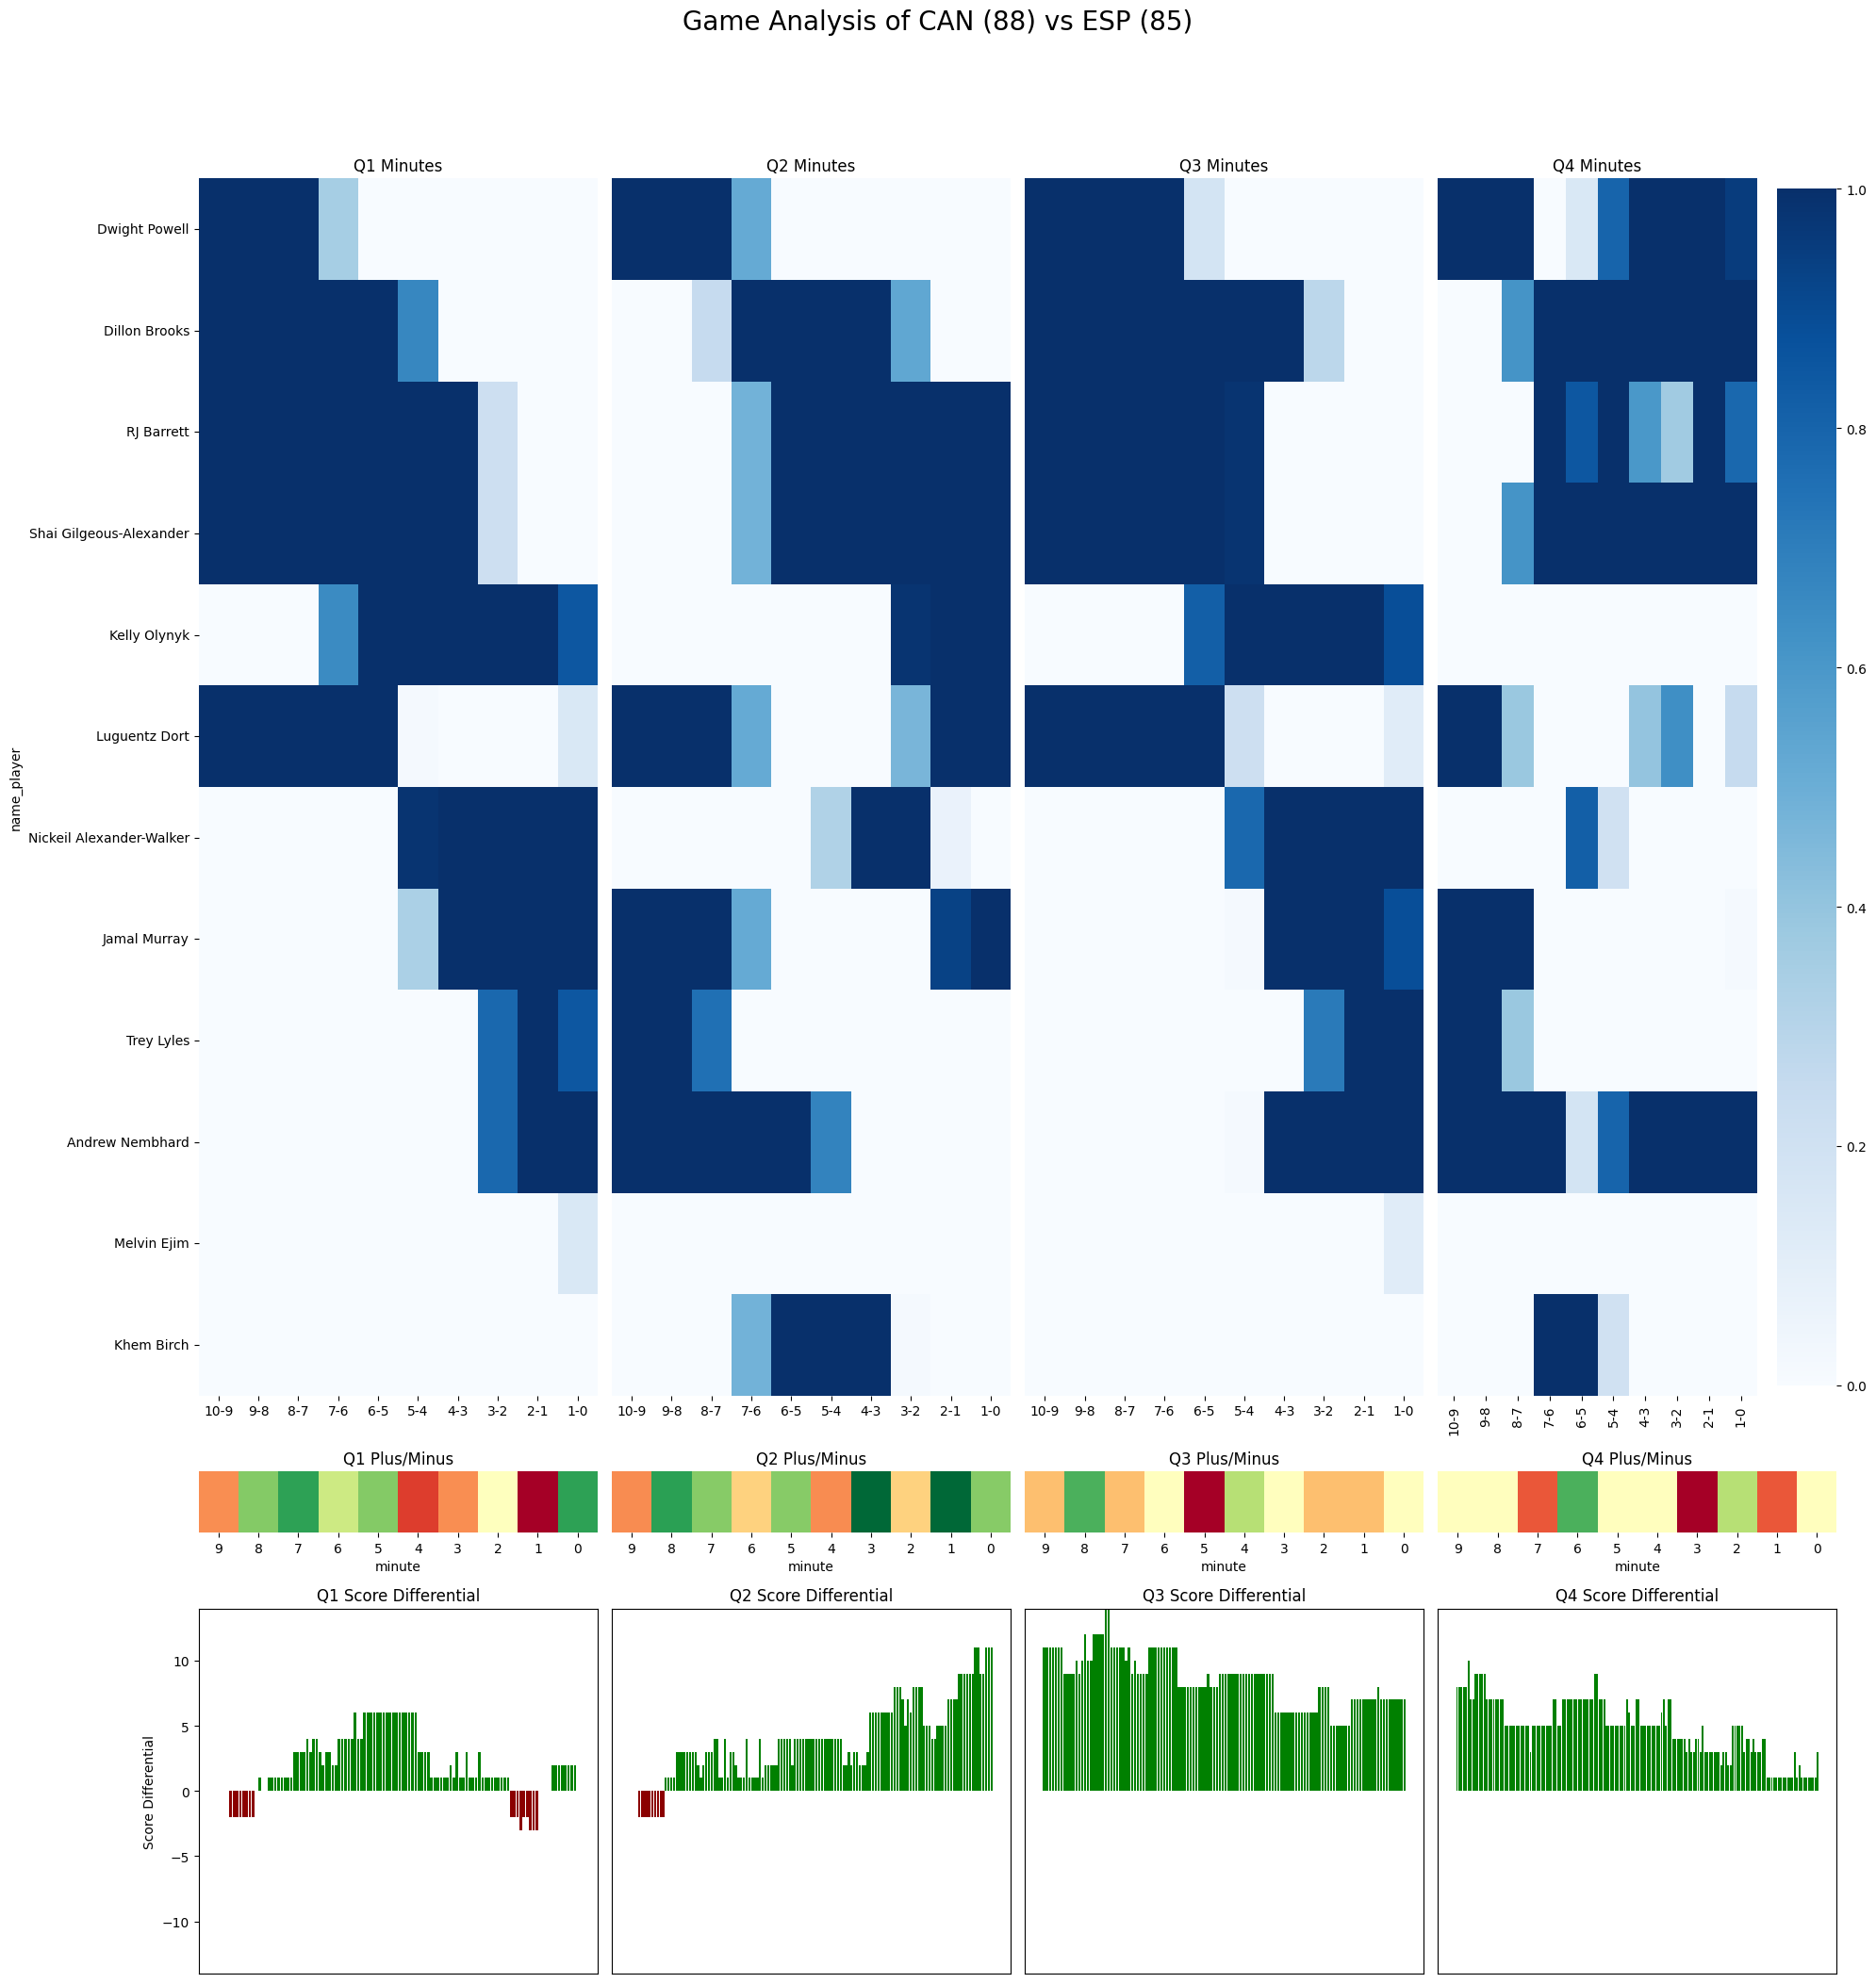 Game Analysis of CAN (88) vs ESP (85)
Q1 Minutes Q2 Minutes Q3 Minutes Q4 Minutes
name_player
Dwight Powell
Dillon Brooks
RJ Barrett
Shai Gilgeous-Alexander
Kelly Olynyk
Luguentz Dort
Nickeil Alexander-Walker
Jamal Murray
Trey Lyles
Andrew Nembhard
Melvin Ejim
Khem Birch
1.0
0.8
0.6
0.4
0.2
0.0
10-9 9-8 8-7 7-6 6-5 5-4 4-3 3-2 2-1 1-0
10-9 9-8 8-7 7-6 6-5 5-4 4-3 3-2 2-1 1-0
10-9 9-8 8-7 7-6 6-5 5-4 4-3 3-2 2-1 1-0
10-9 9-8 8-7 7-6 6-5 5-4 4-3 3-2 2-1 1-0
Q1 Plus/Minus Q2 Plus/Minus Q3 Plus/Minus Q4 Plus/Minus
9 8 7 6 5 4 3 2 1 0
9 8 7 6 5 4 3 2 1 0
9 8 7 6 5 4 3 2 1 0
9 8 7 6 5 4 3 2 1 0
minute minute minute minute
Q1 Score Differential Q2 Score Differential Q3 Score Differential Q4 Score Differential
Score Differential
10
5
0
−5
−10